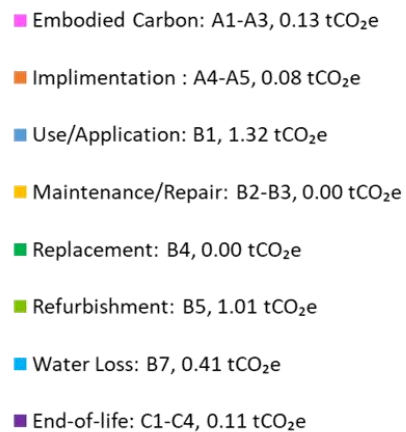 Embodied Carbon: A1-A3, 0.13 tCO₂e
Implimentation : A4-A5, 0.08 tCO₂e
Use/Application: B1, 1.32 tCO₂e
Maintenance/Repair: B2-B3, 0.00 tCO₂e
Replacement: B4, 0.00 tCO₂e
Refurbishment: B5, 1.01 tCO₂e
Water Loss: B7, 0.41 tCO₂e
End-of-life: C1-C4, 0.11 tCO₂e